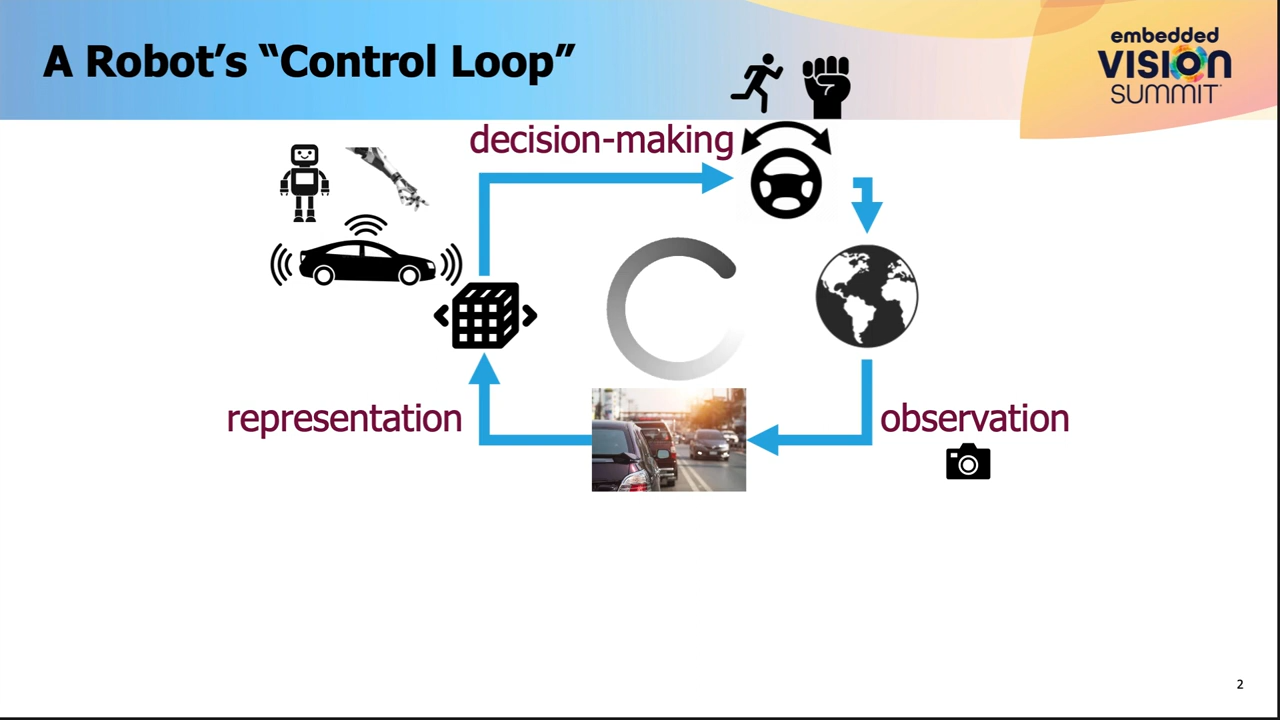 A Robot's “Control Loop”
embedded
VISION
SUMMIT
decision-making
representation
observation
2